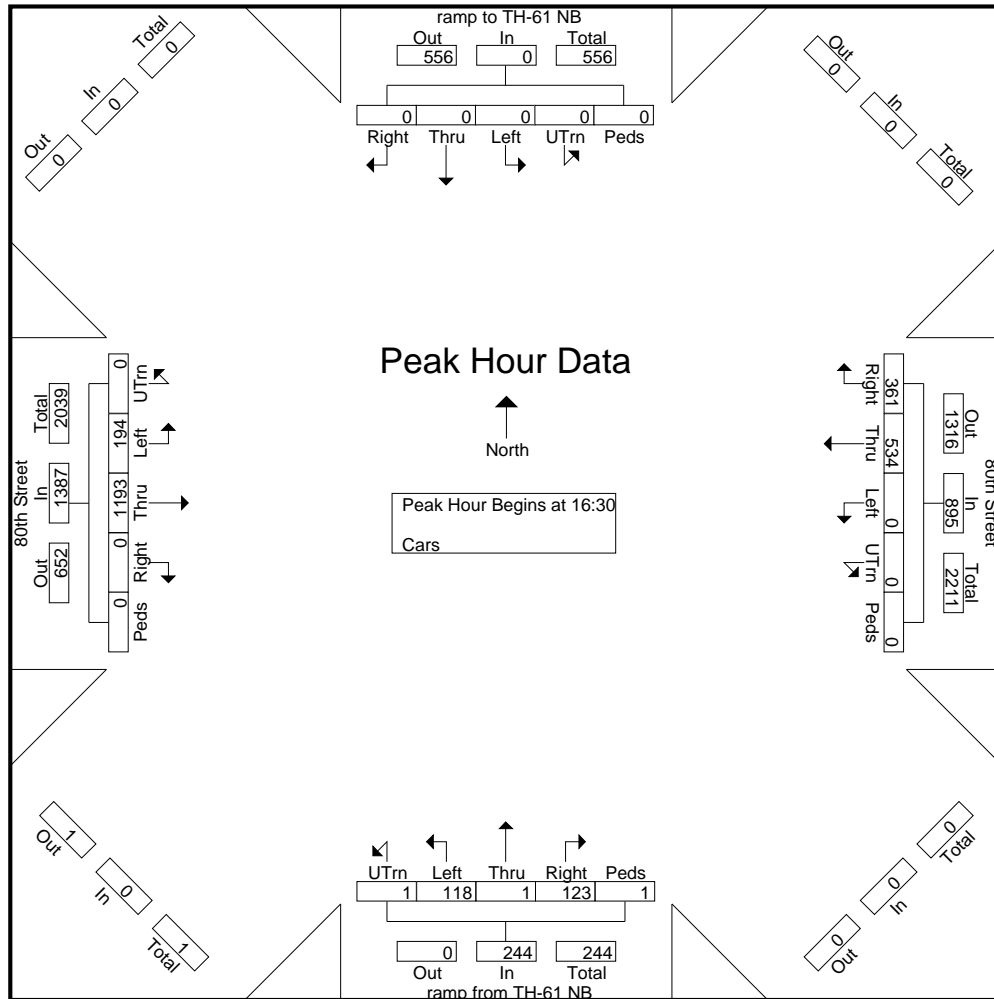 ramp to TH-61 NB
Out In Total
556 0 556
0 0 0 0 0
Right Thru Left UTrn Peds
Total 0
In 0
Out 0
Out 0
In 0
Total 0
Peak Hour Data
North
Peak Hour Begins at 16:30
Cars
80th Street
Total In Out
2039 1387 652
0 194 1193 0 0
UTrn Left Thru Right Peds
80th Street
Out In Total
1316 895 2211
361 534 0 0 0
Right Thru Left UTrn Peds
Out 1
In 0
Total 1
Total 0
In 0
Out 0
UTrn Left Thru Right Peds
1 118 1 123 1
0 244 244
Out In Total
ramp from TH-61 NB